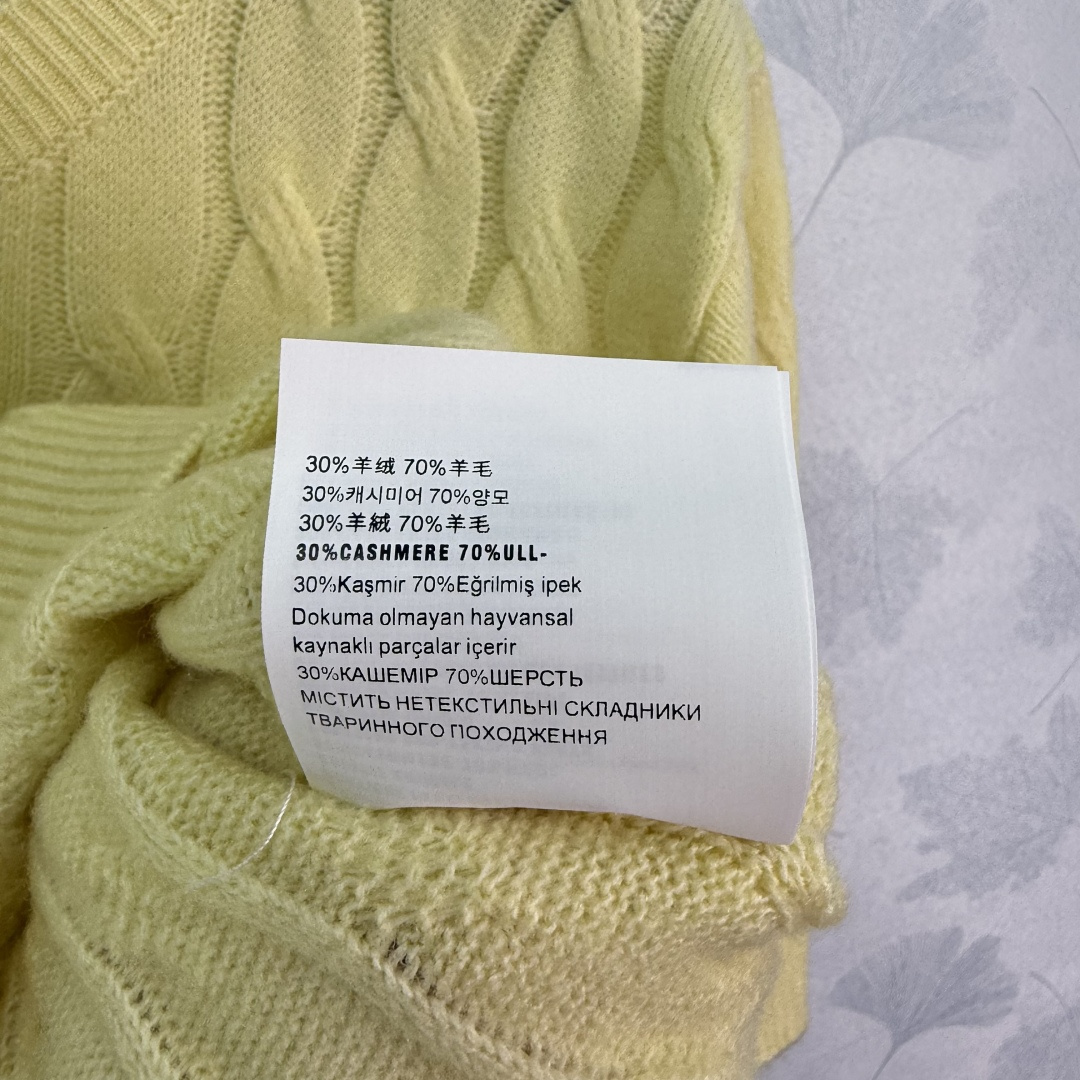 30%羊绒 70%羊毛
30%캐시미어 70%양모
30%羊絨 70%羊毛
30%CASHMERE 70%ULL-
30%Kaşmir 70%Eğrilmiş ipek
Dokuma olmayan hayvansal
kaynaklı parçalar içerir
30%КАШЕМІР 70%ШЕРСТЬ
МІСТИТЬ НЕТЕКСТИЛЬНІ СКЛАДНИКИ
ТВАРИННОГО ПОХОДЖЕННЯ